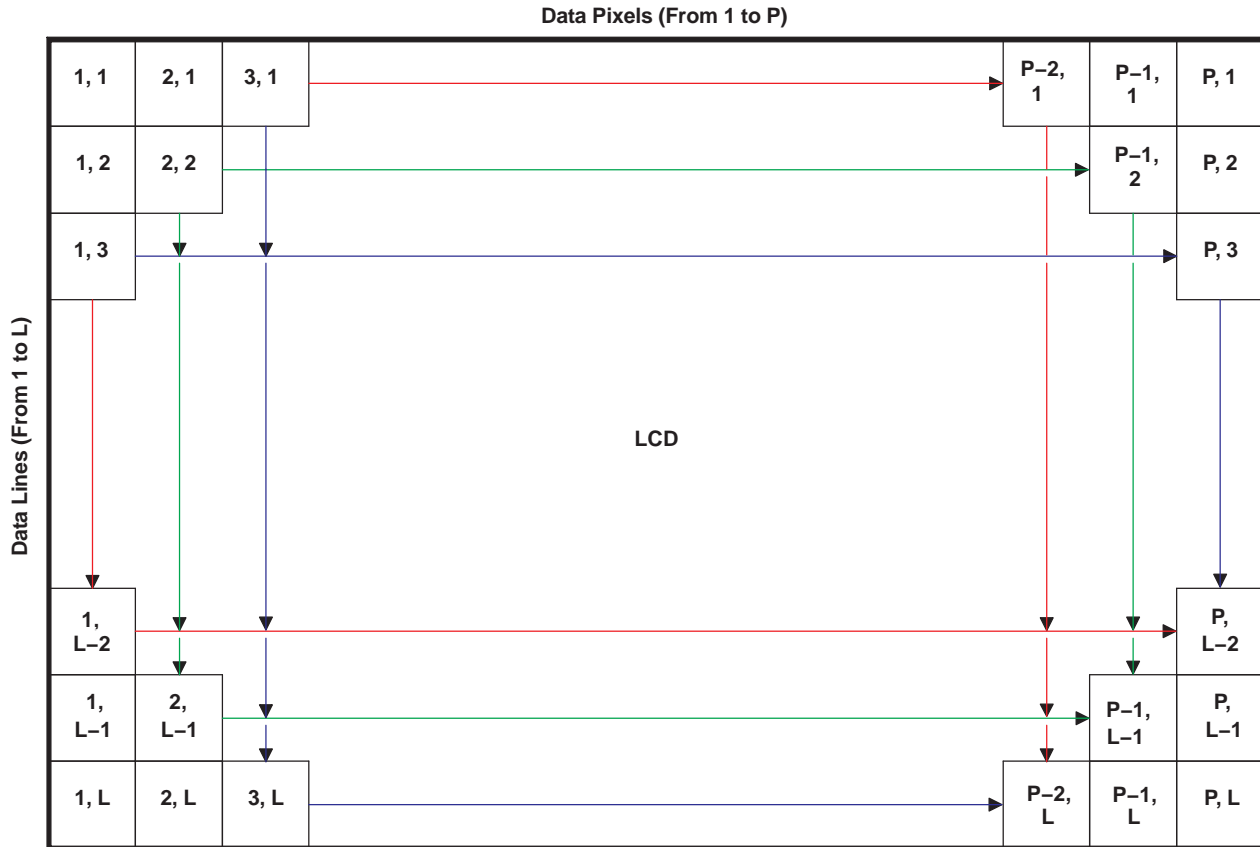 Data Pixels (From 1 to P)
1, 1
2, 1
3, 1
P–2,
1
P–1,
1
P, 1
1, 2
2, 2
P–1,
2
P, 2
1, 3
P, 3
Data Lines (From 1 to L)
LCD
1,
L–2
P,
L–2
1,
L–1
2,
L–1
P–1,
L–1
P,
L–1
1, L
2, L
3, L
P–2,
L
P–1,
L
P, L